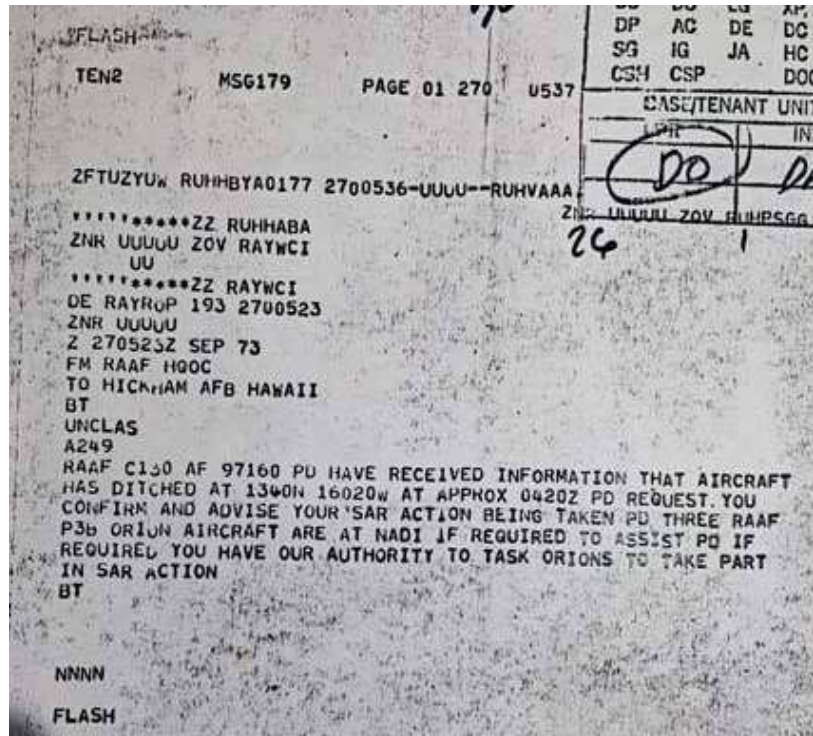 "FLASH
DP AC DE DC
SG IG JA HC
CSH CSP
TEN2 MSG179 PAGE 01 270 0537
BASE/TENANT UNIT
IN
DO
ZFTUZYUW RUHHBYA0177 2700536-UUUU--RUHVAAA.
ZNR UUUUU ZOV RUHPSGG
26 1
'''''*****ZZ RUHHABA
ZNR UUUUU ZOV RAYWCI
UU
'''''*****ZZ RAYWCI
DE RAYROP 193 2700523
ZNR UUUUU
Z 270523Z SEP 73
FM RAAF HQOC
TO HICKHAM AFB HAWAII
BT
UNCLAS
A249
RAAF C130 AF 97160 PD HAVE RECEIVED INFORMATION THAT AIRCRAFT
HAS DITCHED AT 1340N 16020W AT APPROX 0420Z PD REQUEST YOU
CONFIRM AND ADVISE YOUR SAR ACTION BEING TAKEN PD THREE RAAF
P3B ORION AIRCRAFT ARE AT NADI IF REQUIRED TO ASSIST PD IF
REQUIRED YOU HAVE OUR AUTHORITY TO TASK ORIONS TO TAKE PART
IN SAR ACTION
BT
NNNN
FLASH